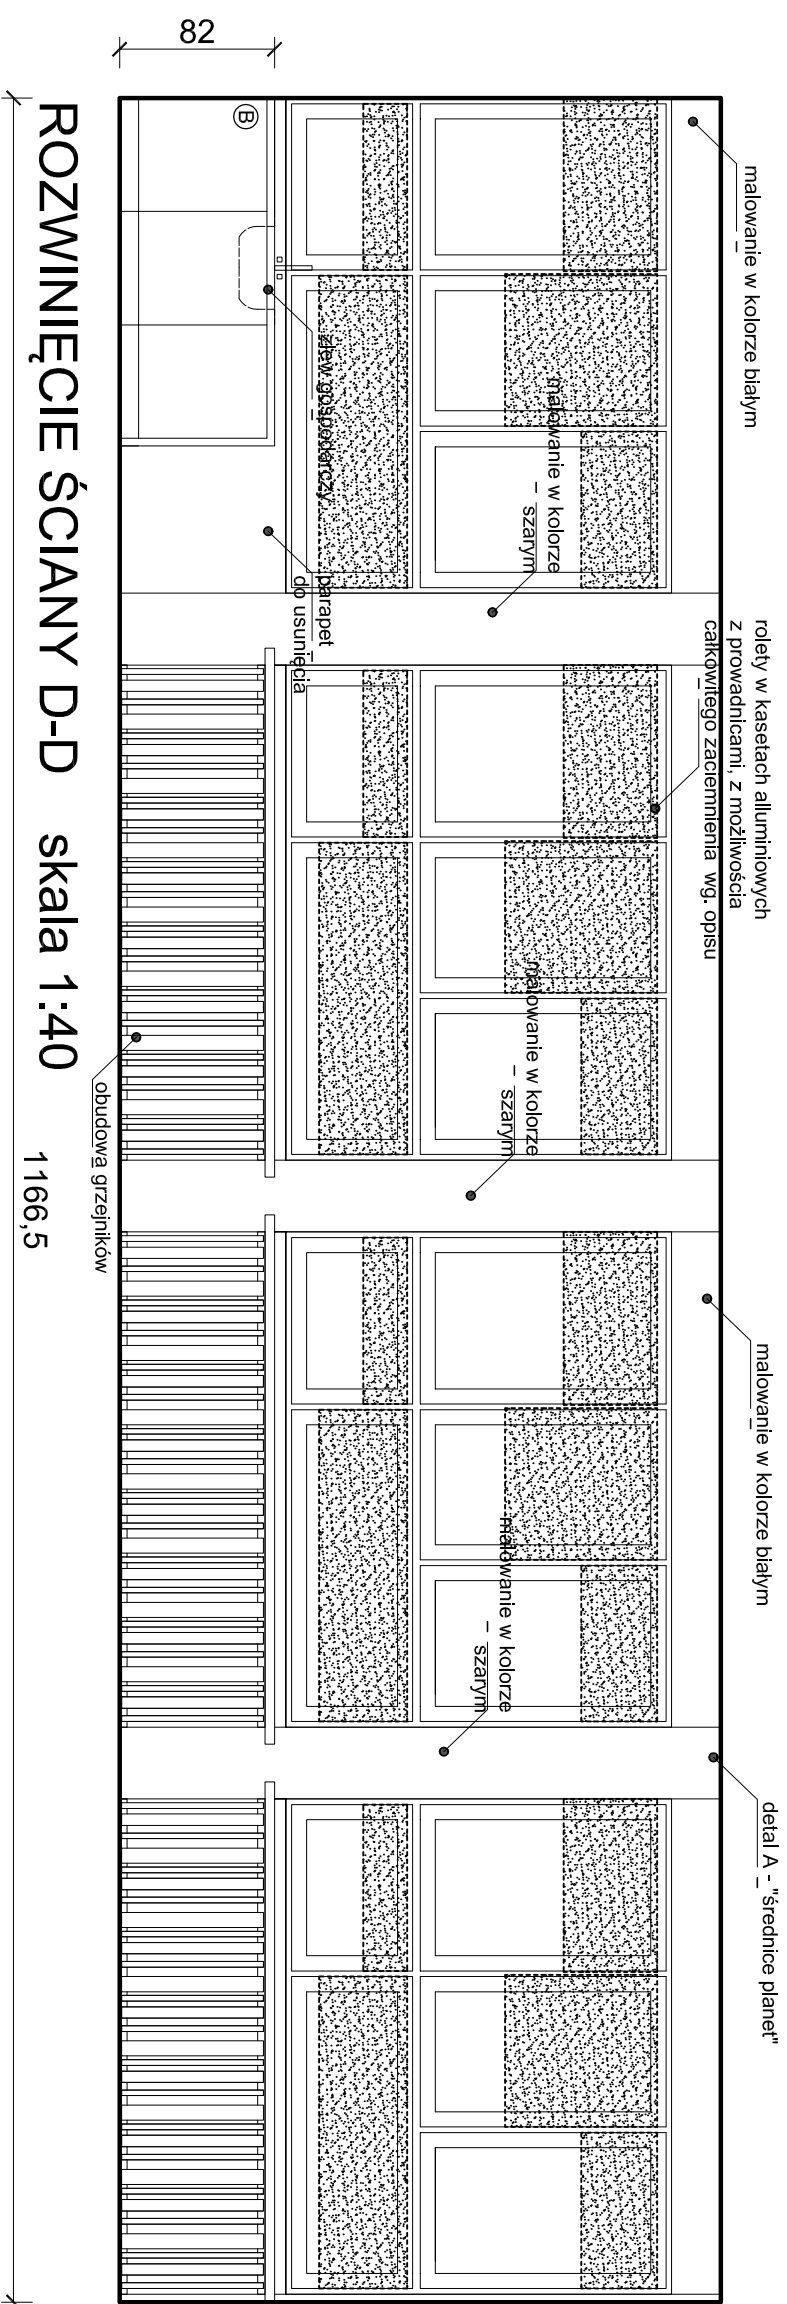 malowanie w kolorze białym
rolety w kasetach alluminiowych
z prowadnicami, z możliwością
całkowitego zaciemnienia wg. opisu
malowanie w kolorze białym
detal A - "średnice planet"
malowanie w kolorze
szarym
malowanie w kolorze
szarym
malowanie w kolorze
szarym
zlew gospodarczy
parapet
do usunięcia
B
82
obudowa grzejników
ROZWINIĘCIE ŚCIANY D-D skala 1:40
1166,5